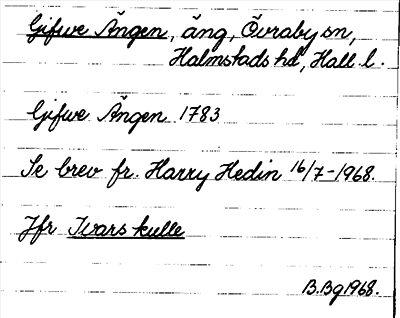 Gifwe Ängen, äng, Övraby sn,
Halmstads hd, Hall l.
Gifwe Ängen 1783
Se brev fr. Harry Hedin 16/7-1968.
Jfr Ivars kulle
B.Bg 1968.